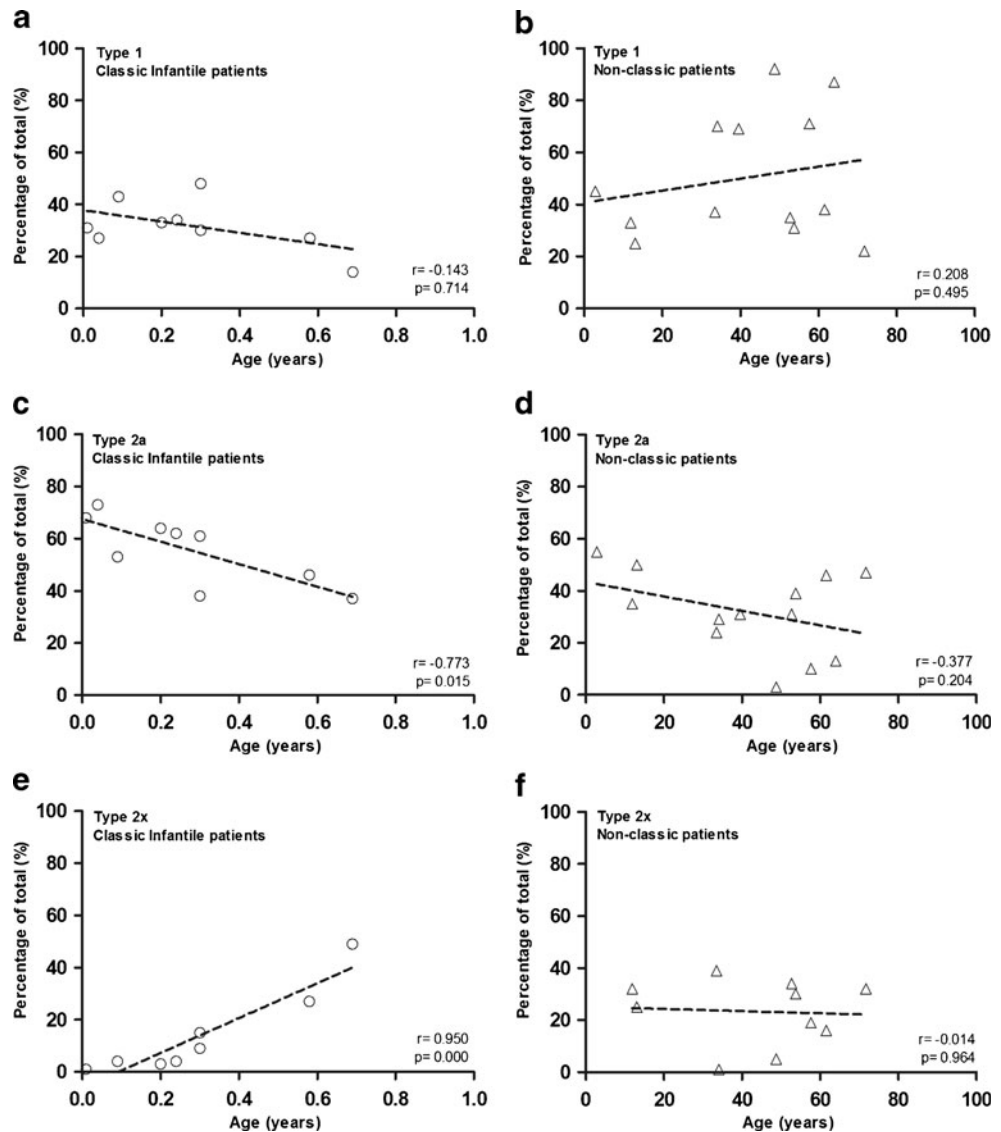 a
Type 1
Classic Infantile patients
Percentage of total (%)
100
80
60
40
20
0
r= -0.143
p= 0.714
0.0 0.2 0.4 0.6 0.8 1.0
Age (years)
b
Type 1
Non-classic patients
Percentage of total (%)
100
80
60
40
20
0
r= 0.208
p= 0.495
0 20 40 60 80 100
Age (years)
c
Type 2a
Classic Infantile patients
Percentage of total (%)
100
80
60
40
20
0
r= -0.773
p= 0.015
0.0 0.2 0.4 0.6 0.8 1.0
Age (years)
d
Type 2a
Non-classic patients
Percentage of total (%)
100
80
60
40
20
0
r= -0.377
p= 0.204
0 20 40 60 80 100
Age (years)
e
Type 2x
Classic Infantile patients
Percentage of total (%)
100
80
60
40
20
0
r= 0.950
p= 0.000
0.0 0.2 0.4 0.6 0.8 1.0
Age (years)
f
Type 2x
Non-classic patients
Percentage of total (%)
100
80
60
40
20
0
r= -0.014
p= 0.964
0 20 40 60 80 100
Age (years)